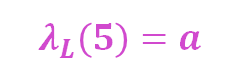 λ_L(5) = a